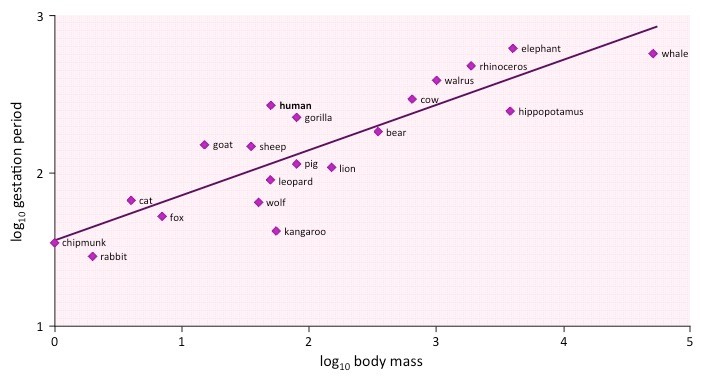 3
elephant
whale
rhinoceros
walrus
cow
human
hippopotamus
gorilla
bear
goat
sheep
log10 gestation period
2
pig
lion
leopard
cat
wolf
fox
kangaroo
chipmunk
rabbit
1
0 1 2 3 4 5
log10 body mass